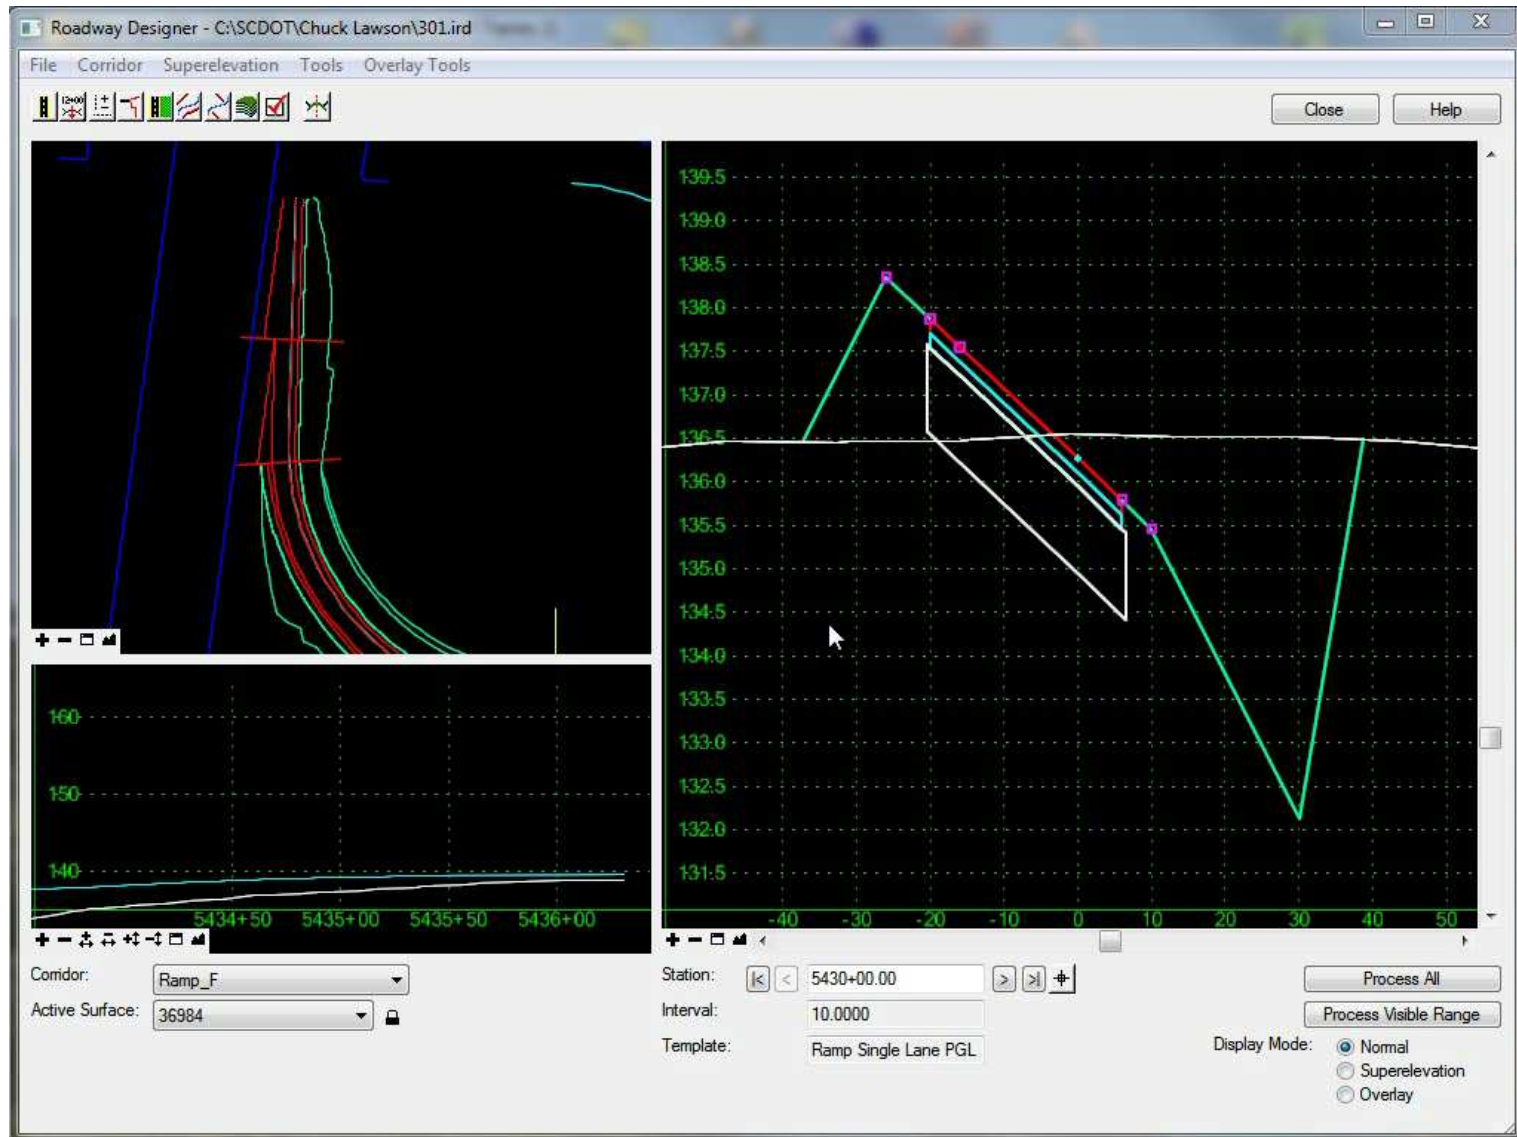 Roadway Designer - C:\SCDOT\Chuck Lawson\301.ird
File Corridor Superelevation Tools Overlay Tools
12+00
Close Help
139.5
139.0
138.5
138.0
137.5
137.0
136.5
136.0
135.5
135.0
134.5
134.0
133.5
133.0
132.5
132.0
131.5
-40 -30 -20 -10 0 10 20 30 40 50
160
150
140
5434+50 5435+00 5435+50 5436+00
Corridor: Ramp_F
Active Surface: 36984
Station: 5430+00.00
Interval: 10.0000
Template: Ramp Single Lane PGL
Process All
Process Visible Range
Display Mode: Normal
Superelevation
Overlay